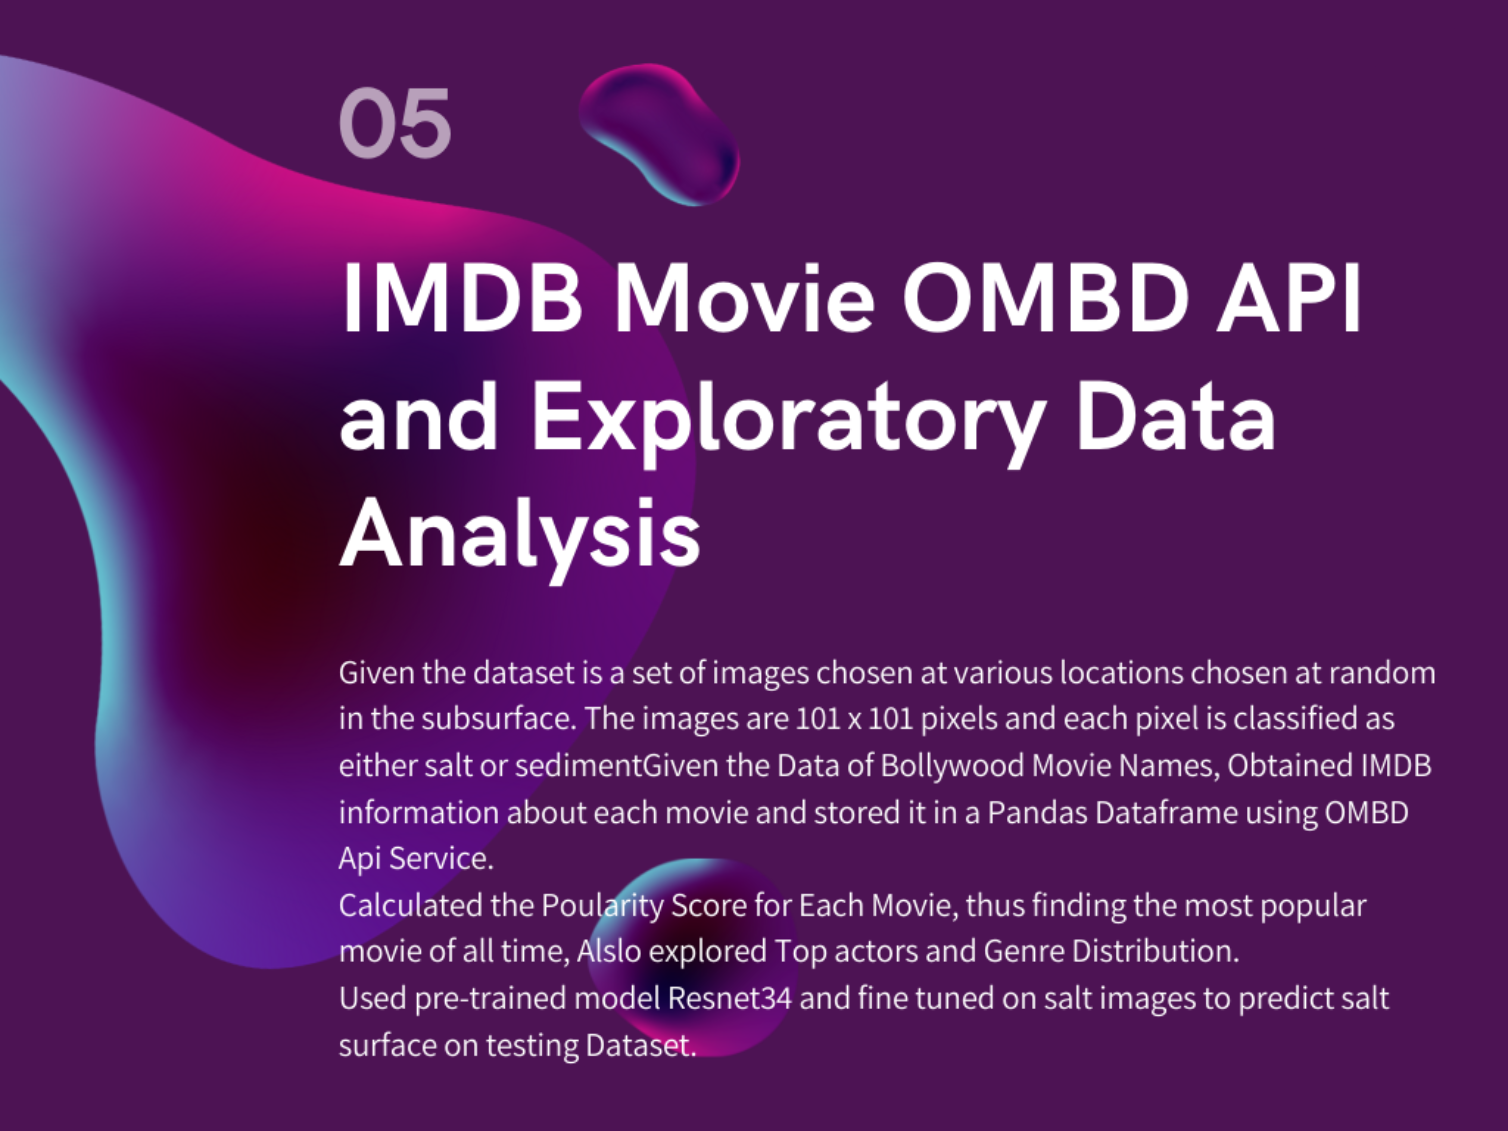 05
IMDB Movie OMBD API
and Exploratory Data
Analysis
Given the dataset is a set of images chosen at various locations chosen at random
in the subsurface. The images are 101 x 101 pixels and each pixel is classified as
either salt or sedimentGiven the Data of Bollywood Movie Names, Obtained IMDB
information about each movie and stored it in a Pandas Dataframe using OMBD
Api Service.
Calculated the Poularity Score for Each Movie, thus finding the most popular
movie of all time, Alslo explored Top actors and Genre Distribution.
Used pre-trained model Resnet34 and fine tuned on salt images to predict salt
surface on testing Dataset.